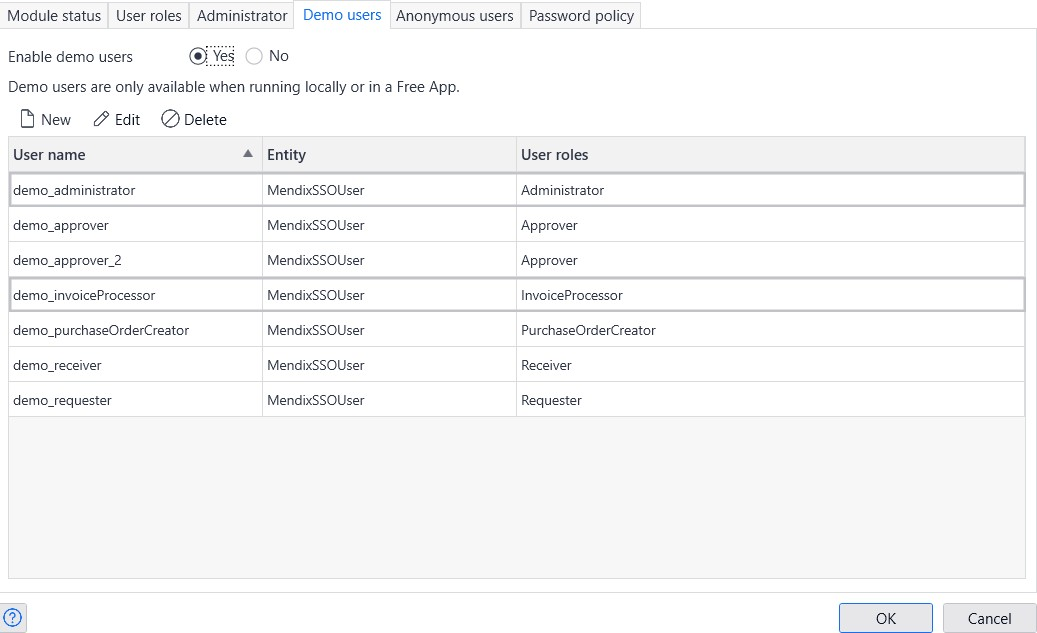 Module status User roles Administrator Demo users Anonymous users Password policy
Enable demo users Yes No
Demo users are only available when running locally or in a Free App.
New Edit Delete
User name Entity User roles
demo_administrator MendixSSOUser Administrator
demo_approver MendixSSOUser Approver
demo_approver_2 MendixSSOUser Approver
demo_invoiceProcessor MendixSSOUser InvoiceProcessor
demo_purchaseOrderCreator MendixSSOUser PurchaseOrderCreator
demo_receiver MendixSSOUser Receiver
demo_requester MendixSSOUser Requester
? OK Cancel